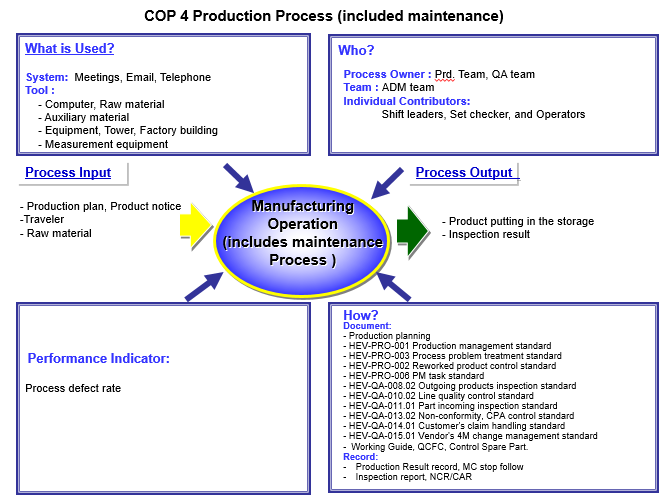 COP 4 Production Process (included maintenance)
What is Used?
System: Meetings, Email, Telephone
Tool :
- Computer, Raw material
- Auxiliary material
- Equipment, Tower, Factory building
- Measurement equipment
Who?
Process Owner : Prd. Team, QA team
Team : ADM team
Individual Contributors:
Shift leaders, Set checker, and Operators
Process Input
- Production plan, Product notice
-Traveler
- Raw material
Manufacturing
Operation
(includes maintenance
Process )
Process Output
- Product putting in the storage
- Inspection result
Performance Indicator:
Process defect rate
How?
Document:
- Production planning
- HEV-PRO-001 Production management standard
- HEV-PRO-003 Process problem treatment standard
- HEV-PRO-002 Reworked product control standard
- HEV-PRO-006 PM task standard
- HEV-QA-008.02 Outgoing products inspection standard
- HEV-QA-010.02 Line quality control standard
- HEV-QA-011.01 Part incoming inspection standard
- HEV-QA-013.02 Non-conformity, CPA control standard
- HEV-QA-014.01 Customer's claim handling standard
- HEV-QA-015.01 Vendor's 4M change management standard
- Working Guide, QCFC, Control Spare Part.
Record:
- Production Result record, MC stop follow
- Inspection report, NCR/CAR